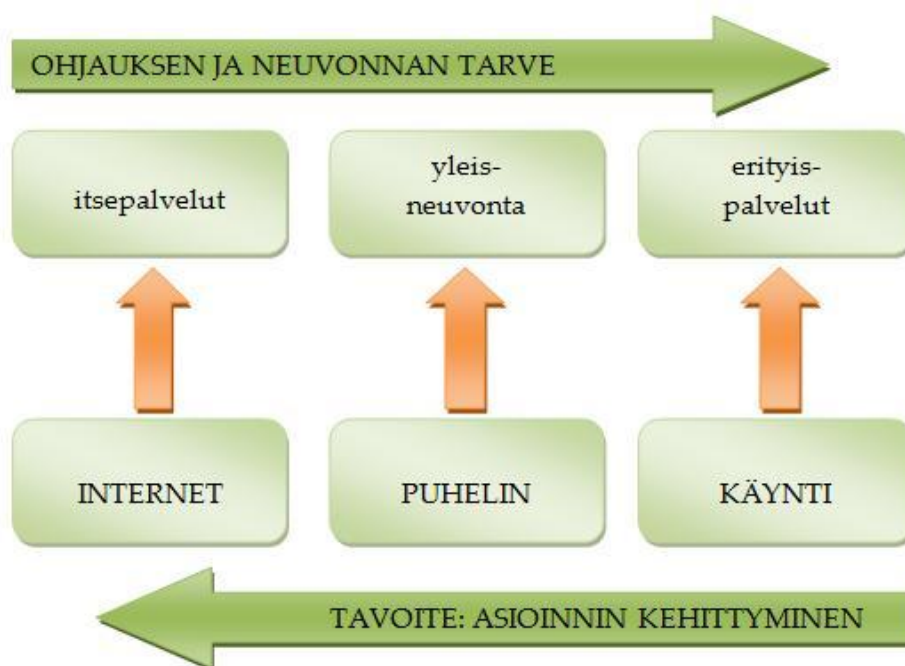 OHJAUKSEN JA NEUVONNAN TARVE
itsepalvelut
yleis-
neuvonta
erityis-
palvelut
INTERNET
PUHELIN
KÄYNTI
TAVOITE: ASIOINNIN KEHITTYMINEN